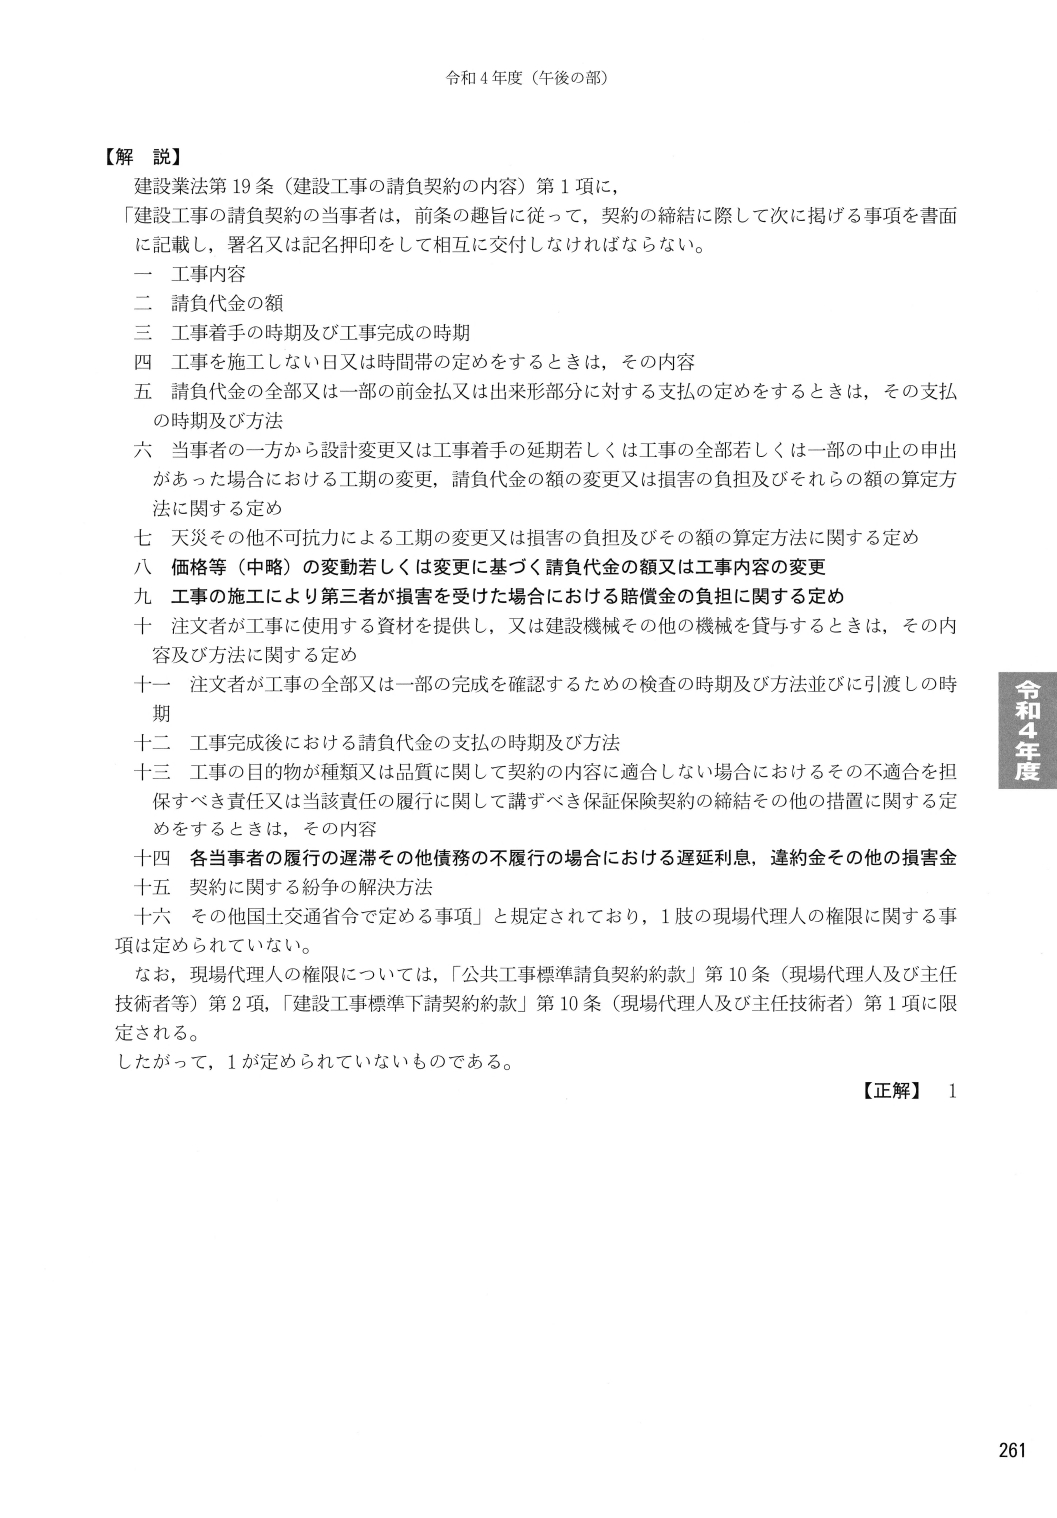 令和4年度（午後の部）
【解　説】
建設業法第19条（建設工事の請負契約の内容）第1項に，
「建設工事の請負契約の当事者は，前条の趣旨に従って，契約の締結に際して次に掲げる事項を書面
に記載し，署名又は記名押印をして相互に交付しなければならない。
一　工事内容
二　請負代金の額
三　工事着手の時期及び工事完成の時期
四　工事を施工しない日又は時間帯の定めをするときは，その内容
五　請負代金の全部又は一部の前金払又は出来形部分に対する支払の定めをするときは，その支払
の時期及び方法
六　当事者の一方から設計変更又は工事着手の延期若しくは工事の全部若しくは一部の中止の申出
があった場合における工期の変更，請負代金の額の変更又は損害の負担及びそれらの額の算定方
法に関する定め
七　天災その他不可抗力による工期の変更又は損害の負担及びその額の算定方法に関する定め
八　価格等（中略）の変動若しくは変更に基づく請負代金の額又は工事内容の変更
九　工事の施工により第三者が損害を受けた場合における賠償金の負担に関する定め
十　注文者が工事に使用する資材を提供し，又は建設機械その他の機械を貸与するときは，その内
容及び方法に関する定め
十一　注文者が工事の全部又は一部の完成を確認するための検査の時期及び方法並びに引渡しの時
期
十二　工事完成後における請負代金の支払の時期及び方法
十三　工事の目的物が種類又は品質に関して契約の内容に適合しない場合におけるその不適合を担
保すべき責任又は当該責任の履行に関して講ずべき保証保険契約の締結その他の措置に関する定
めをするときは，その内容
十四　各当事者の履行の遅滞その他債務の不履行の場合における遅延利息，違約金その他の損害金
十五　契約に関する紛争の解決方法
十六　その他国土交通省令で定める事項」と規定されており，1肢の現場代理人の権限に関する事
項は定められていない。
なお，現場代理人の権限については，「公共工事標準請負契約約款」第10条（現場代理人及び主任
技術者等）第2項，「建設工事標準下請契約約款」第10条（現場代理人及び主任技術者）第1項に限
定される。
したがって，1が定められていないものである。
【正解】　1
令和4年度
261